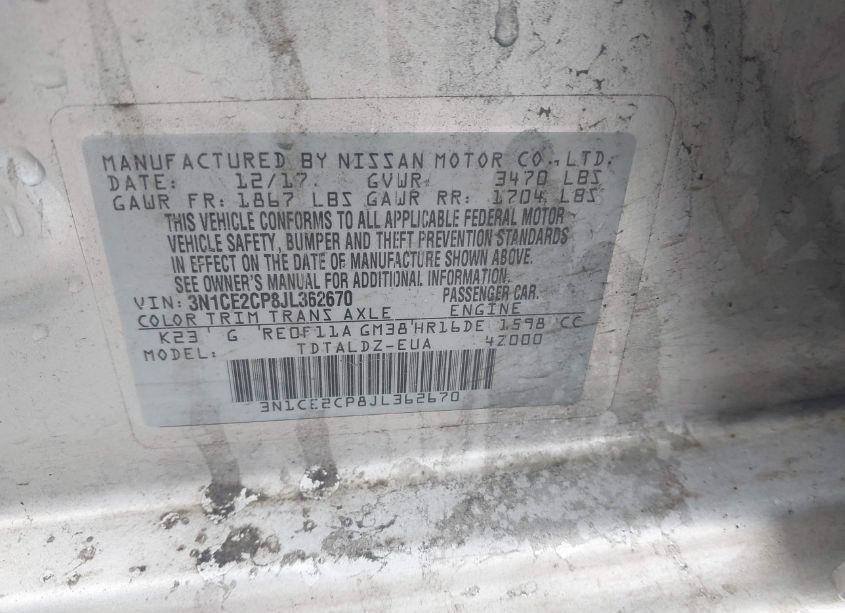 MANUFACTURED BY NISSAN MOTOR CO.,LTD.
DATE: 12/17. GVWR 3470 LBS
GAWR FR: 1867 LBS GAWR RR: 1704 LBS
THIS VEHICLE CONFORMS TO ALL APPLICABLE FEDERAL MOTOR
VEHICLE SAFETY, BUMPER AND THEFT PREVENTION STANDARDS
IN EFFECT ON THE DATE OF MANUFACTURE SHOWN ABOVE.
SEE OWNER'S MANUAL FOR ADDITIONAL INFORMATION.
VIN: 3N1CE2CP8JL362670 PASSENGER CAR.
COLOR TRIM TRANS AXLE ENGINE
K23 G RE0F11A GM38 HR16DE 1598 CC
MODEL: TDTALDZ-EUA 4Z000
3N1CE2CP8JL362670